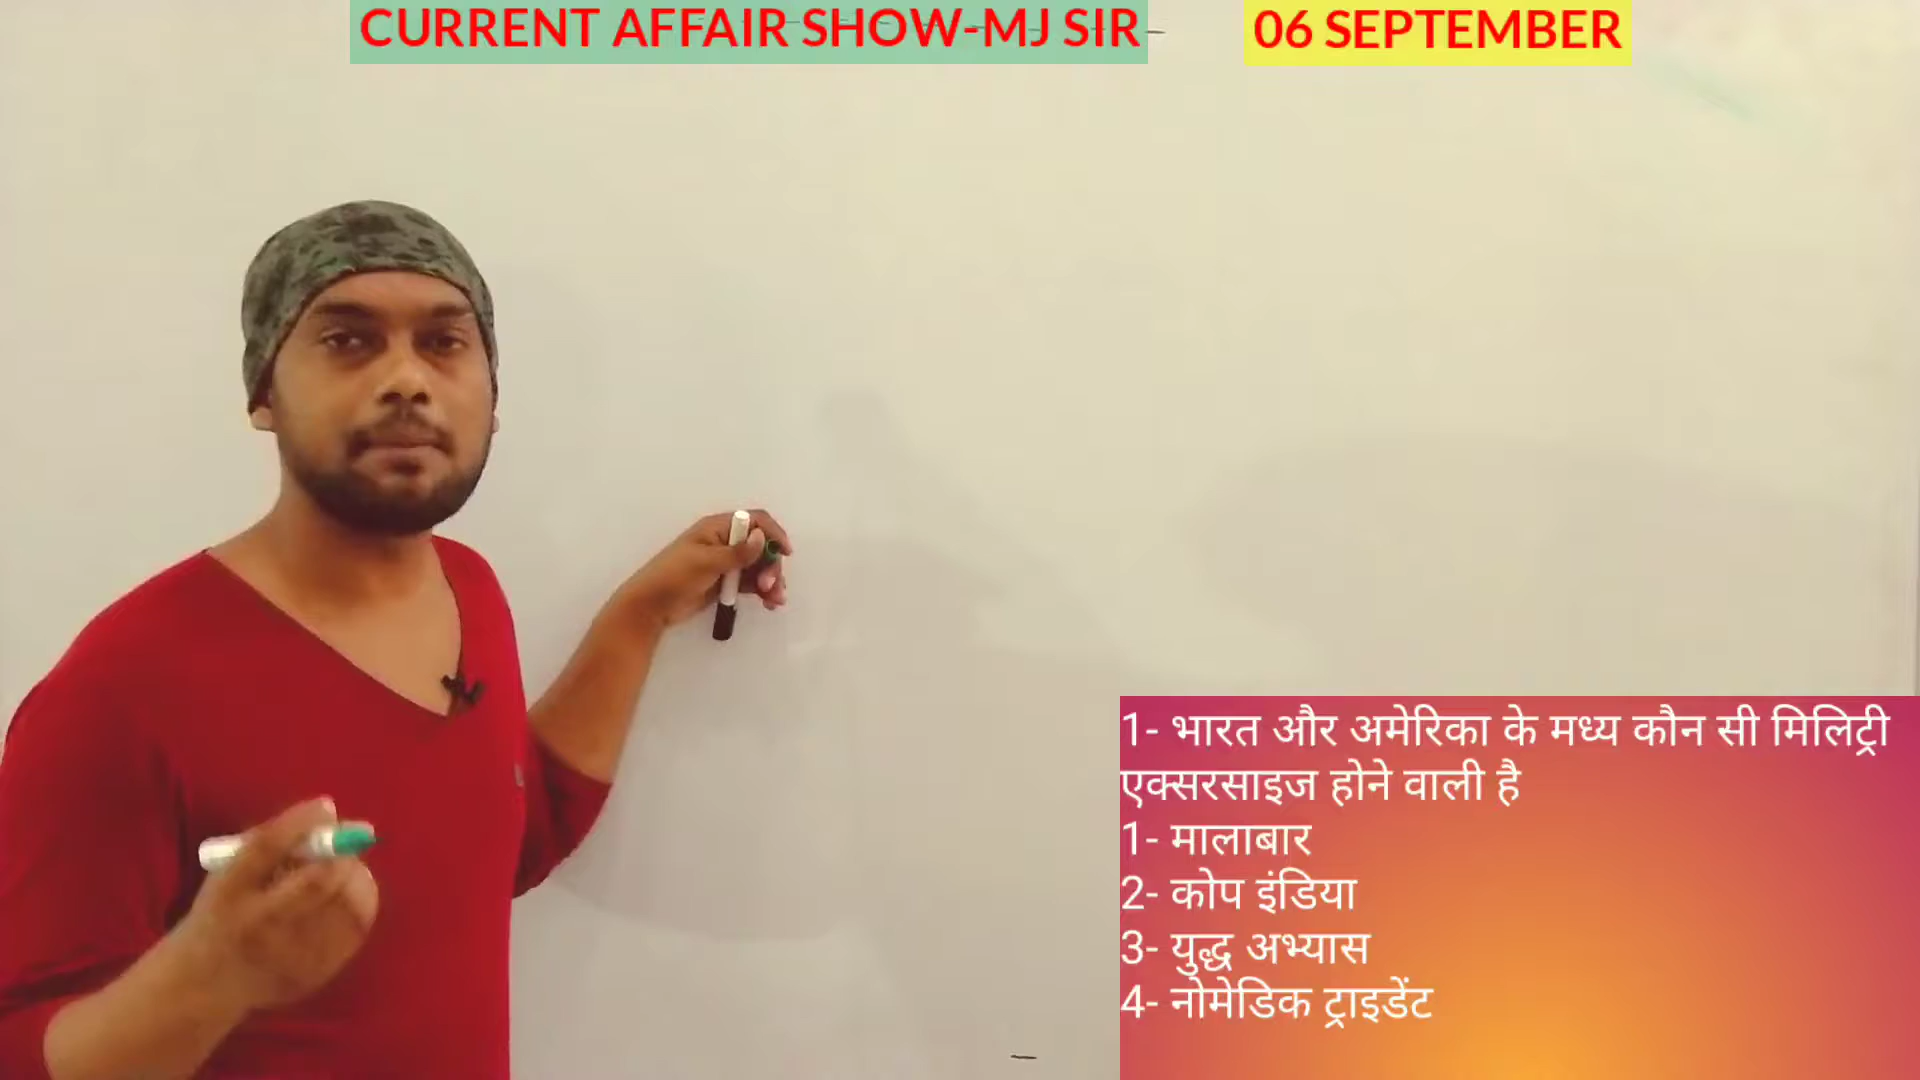 CURRENT AFFAIR SHOW-MJ SIR
06 SEPTEMBER
1- भारत और अमेरिका के मध्य कौन सी मिलिट्री
एक्सरसाइज होने वाली है
1- मालाबार
2- कोप इंडिया
3- युद्ध अभ्यास
4- नोमेडिक ट्राइडेंट